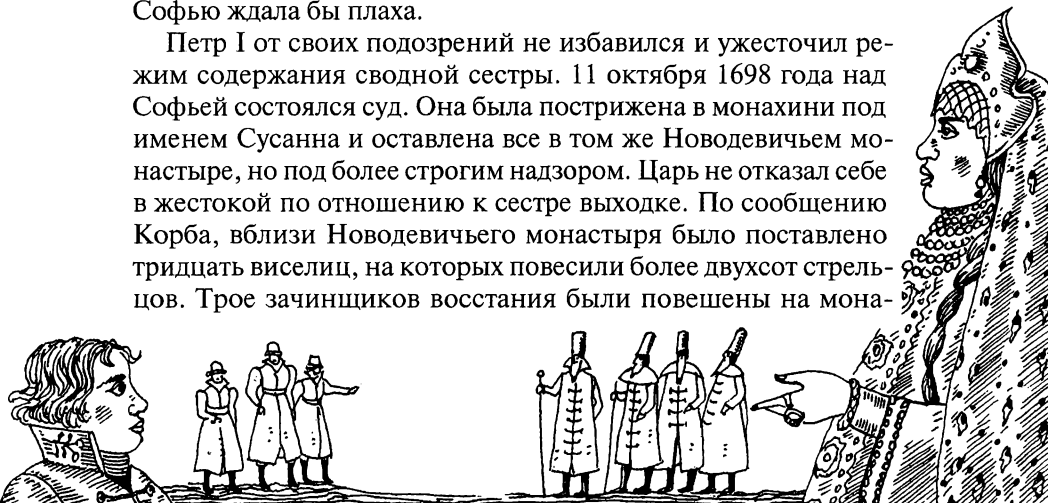 Софью ждала бы плаха.
Петр I от своих подозрений не избавился и ужесточил ре-
жим содержания сводной сестры. 11 октября 1698 года над
Софьей состоялся суд. Она была пострижена в монахини под
именем Сусанна и оставлена все в том же Новодевичьем мо-
настыре, но под более строгим надзором. Царь не отказал себе
в жестокой по отношению к сестре выходке. По сообщению
Корба, вблизи Новодевичьего монастыря было поставлено
тридцать виселиц, на которых повесили более двухсот стрель-
цов. Трое зачинщиков восстания были повешены на мона-